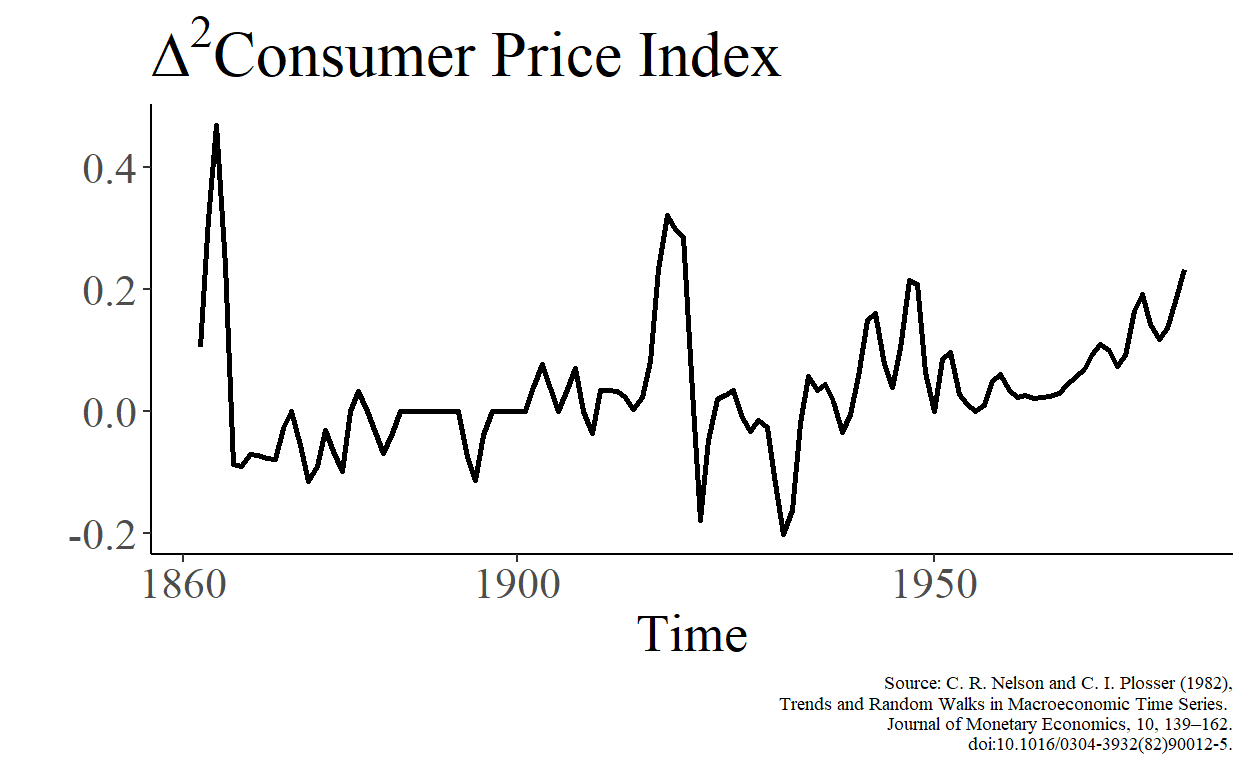 Δ²Consumer Price Index
0.4
0.2
0.0
-0.2
1860 1900 1950
Time
Source: C. R. Nelson and C. I. Plosser (1982),
Trends and Random Walks in Macroeconomic Time Series.
Journal of Monetary Economics, 10, 139–162.
doi:10.1016/0304-3932(82)90012-5.